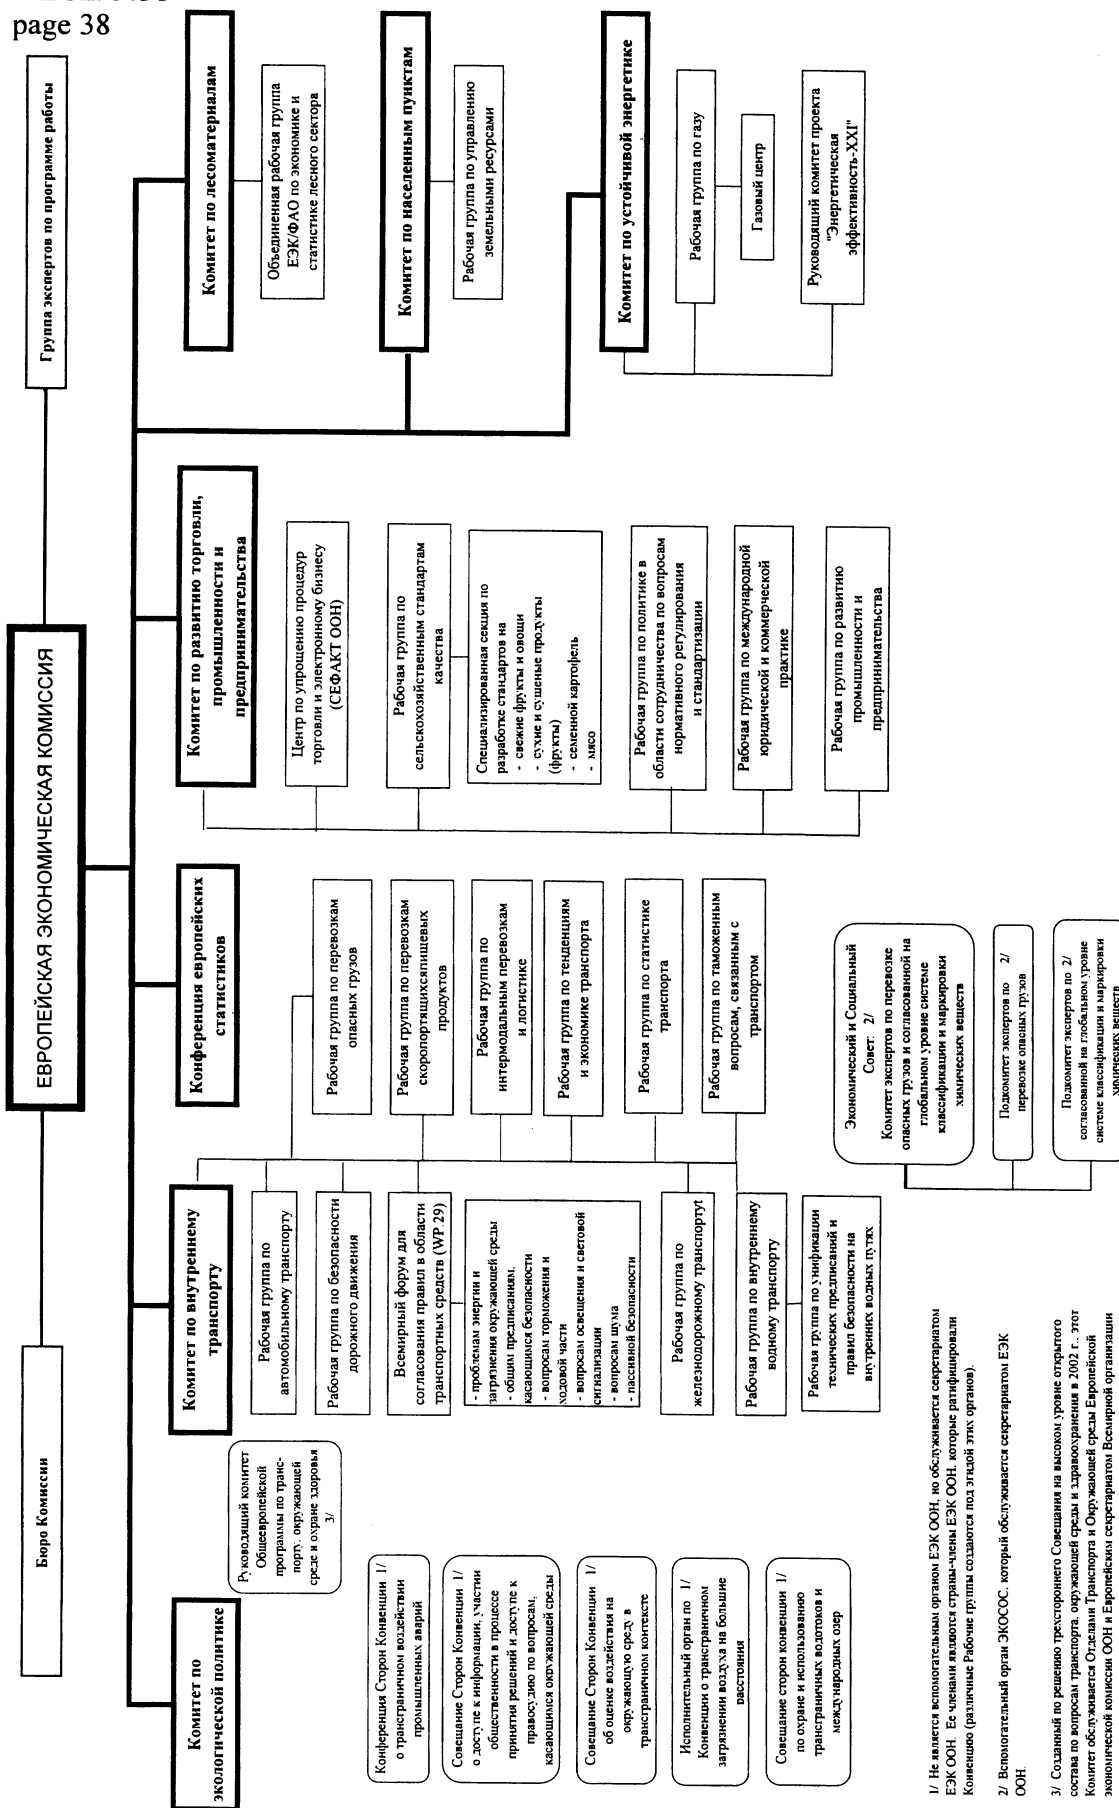 page 38
ЕВРОПЕЙСКАЯ ЭКОНОМИЧЕСКАЯ КОМИССИЯ
Бюро Комиссии
Группа экспертов по программе работы
Комитет по
экологической политике
Конференция Сторон Конвенции 1/
о трансграничном воздействии
промышленных аварий
Совещание Сторон Конвенции 1/
о доступе к информации, участии
общественности в процессе
принятия решений и доступе к
правосудию по вопросам,
касающимся окружающей среды
Совещание Сторон Конвенции 1/
об оценке воздействия на
окружающую среду в
трансграничном контексте
Исполнительный орган по 1/
Конвенции о трансграничном
загрязнении воздуха на большие
расстояния
Совещание сторон конвенции 1/
по охране и использованию
трансграничных водотоков и
международных озер
Руководящий комитет
Общеевропейской
программы по транс-
порту, окружающей
среде и охране здоровья
3/
Комитет по внутреннему
транспорту
Рабочая группа по
автомобильному транспорту
Рабочая группа по безопасности
дорожного движения
Всемирный форум для
согласования правил в области
транспортных средств (WP.29)
- проблемам энергии и
загрязнения окружающей среды
- общим предписаниям,
касающимся безопасности
- вопросам торможения и
ходовой части
- вопросам освещения и световой
сигнализации
- вопросам шума
- пассивной безопасности
Рабочая группа по
железнодорожному транспортуt
Рабочая группа по внутреннему
водному транспорту
Рабочая группа по унификации
технических предписаний и
правил безопасности на
внутренних водных путях
Рабочая группа по перевозкам
опасных грузов
Рабочая группа по перевозкам
скоропортящихсяпищевых
продуктов
Рабочая группа по
интермодальным перевозкам
и логистике
Рабочая группа по тенденциям
и экономике транспорта
Рабочая группа по статистике
транспорта
Рабочая группа по таможенным
вопросам, связанным с
транспортом
Конференция европейских
статистиков
Экономический и Социальный
Совет: 2/
Комитет экспертов по перевозке
опасных грузов и согласованной на
глобальном уровне системе
классификации и маркировки
химических веществ
Подкомитет экспертов по 2/
перевозке опасных грузов
Подкомитет экспертов по 2/
согласованной на глобальном уровне
системе классификации и маркировки
химических веществ
Комитет по развитию торговли,
промышленности и
предпринимательства
Центр по упрощению процедур
торговли и электронному бизнесу
(СЕФАКТ ООН)
Рабочая группа по
сельскохозяйственным стандартам
качества
Специализированная секция по
разработке стандартов на
- свежие фрукты и овощи
- сухие и сушеные продукты
(фрукты)
- семенной картофель
- мясо
Рабочая группа по политике в
области сотрудничества по вопросам
нормативного регулирования
и стандартизации
Рабочая группа по международной
юридической и коммерческой
практике
Рабочая группа по развитию
промышленности и
предпринимательства
Комитет по лесоматериалам
Объединенная рабочая группа
ЕЭК/ФАО по экономике и
статистике лесного сектора
Комитет по населенным пунктам
Рабочая группа по управлению
земельными ресурсами
Комитет по устойчивой энергетике
Рабочая группа по газу
Газовый центр
Руководящий комитет проекта
"Энергетическая
эффективность-XXI"
1/ Не является вспомогательным органом ЕЭК ООН, но обслуживается секретариатом
ЕЭК ООН. Ее членами являются страны-члены ЕЭК ООН, которые ратифицировали
Конвенцию (различные Рабочие группы создаются под эгидой этих органов).
2/ Вспомогательный орган ЭКОСОС, который обслуживается секретариатом ЕЭК
ООН.
3/ Созданный по решению трехстороннего Совещания на высоком уровне открытого
состава по вопросам транспорта, окружающей среды и здравоохранения в 2002 г., этот
Комитет обслуживается Отделами Транспорта и Окружающей среды Европейской
экономической комиссии ООН и Европейским секретариатом Всемирной организации